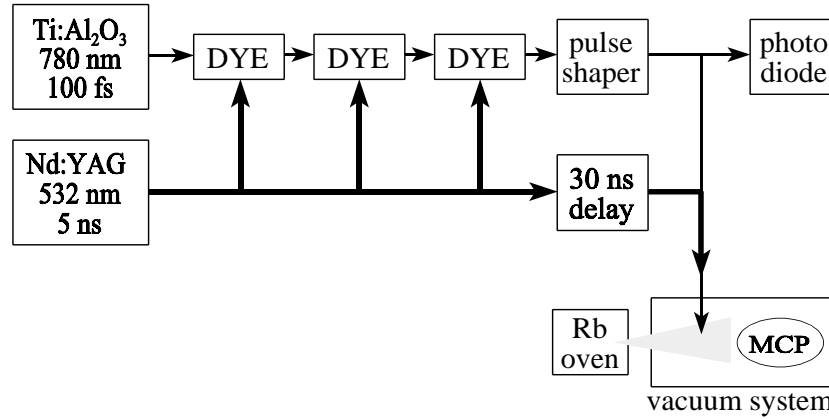 Ti:Al₂O₃
780 nm
100 fs
DYE
DYE
DYE
pulse
shaper
photo
diode
Nd:YAG
532 nm
5 ns
30 ns
delay
Rb
oven
MCP
vacuum system